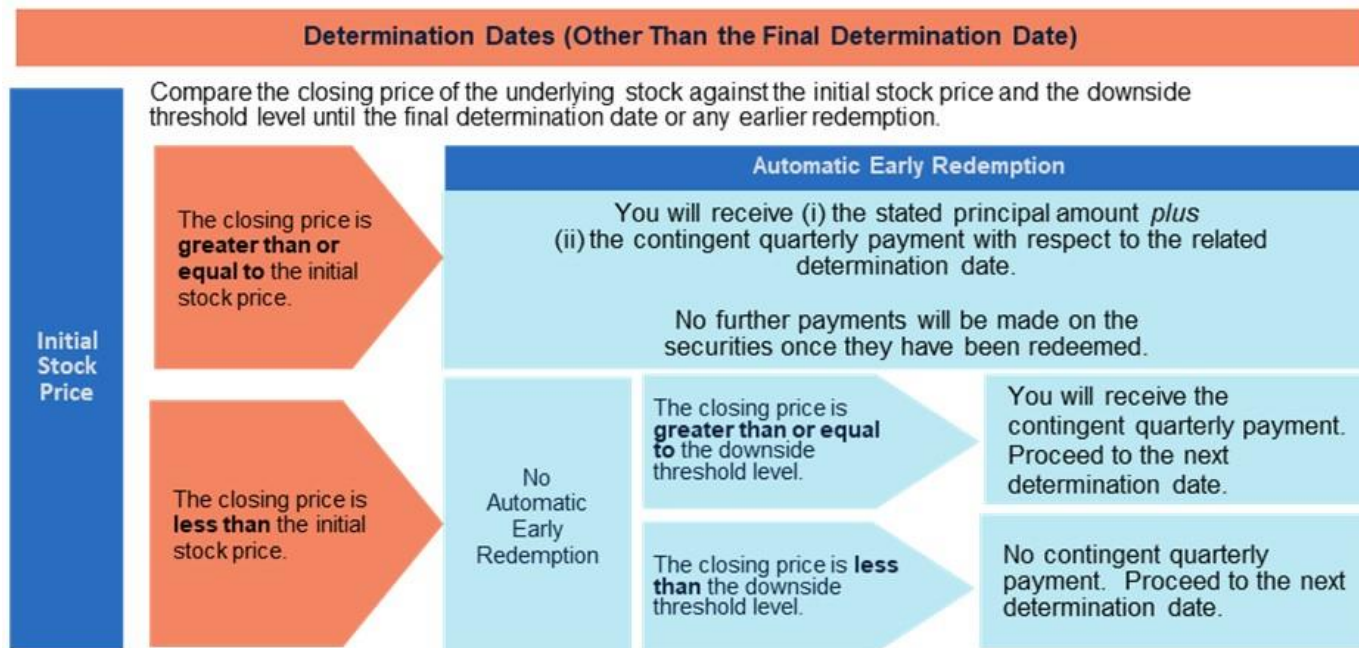 Determination Dates (Other Than the Final Determination Date)
Compare the closing price of the underlying stock against the initial stock price and the downside
threshold level until the final determination date or any earlier redemption.
Initial
Stock
Price
The closing price is
greater than or
equal to the initial
stock price.
Automatic Early Redemption
You will receive (i) the stated principal amount plus
(ii) the contingent quarterly payment with respect to the related
determination date.
No further payments will be made on the
securities once they have been redeemed.
The closing price is
less than the initial
stock price.
No
Automatic
Early
Redemption
The closing price is
greater than or equal
to the downside
threshold level.
You will receive the
contingent quarterly payment.
Proceed to the next
determination date.
The closing price is less
than the downside
threshold level.
No contingent quarterly
payment. Proceed to the next
determination date.